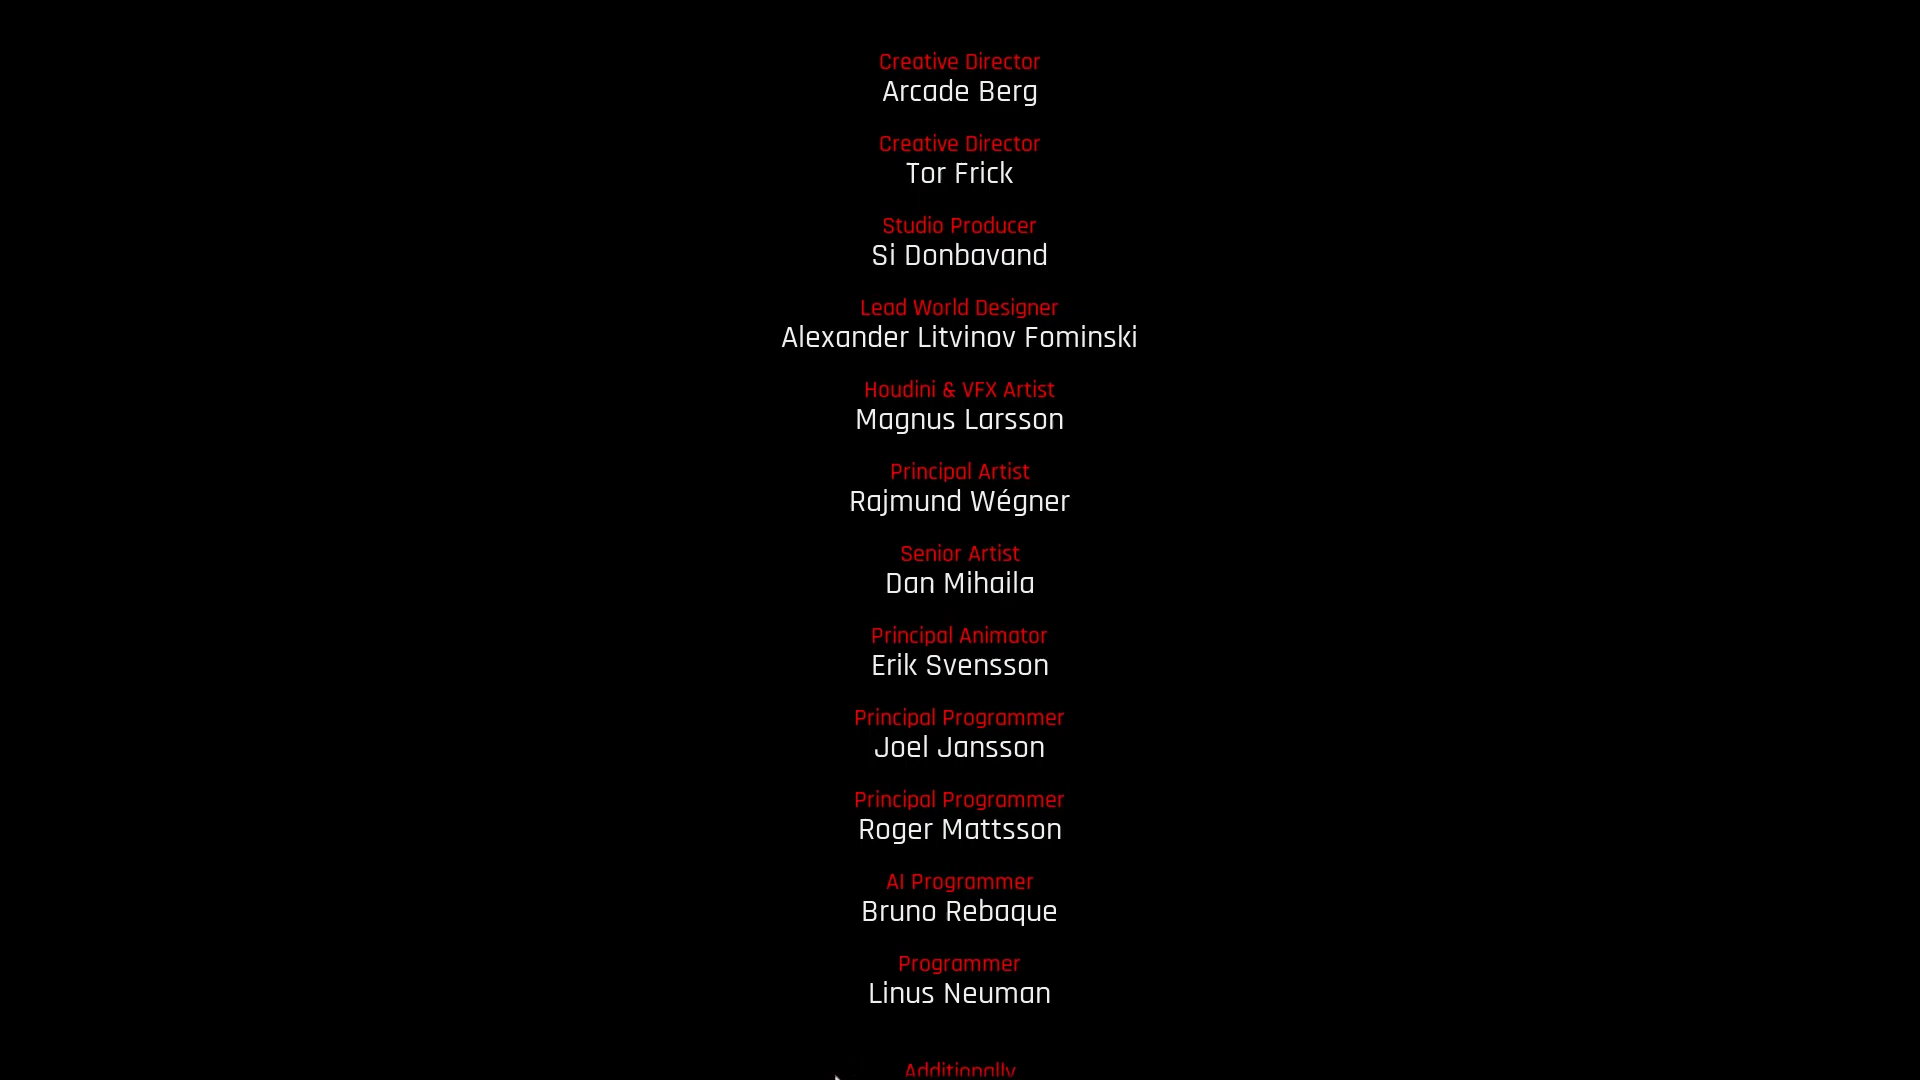 Creative Director
Arcade Berg
Creative Director
Tor Frick
Studio Producer
Si Donbavand
Lead World Designer
Alexander Litvinov Fominski
Houdini & VFX Artist
Magnus Larsson
Principal Artist
Rajmund Wégner
Senior Artist
Dan Mihaila
Principal Animator
Erik Svensson
Principal Programmer
Joel Jansson
Principal Programmer
Roger Mattsson
AI Programmer
Bruno Rebaque
Programmer
Linus Neuman
Additionally